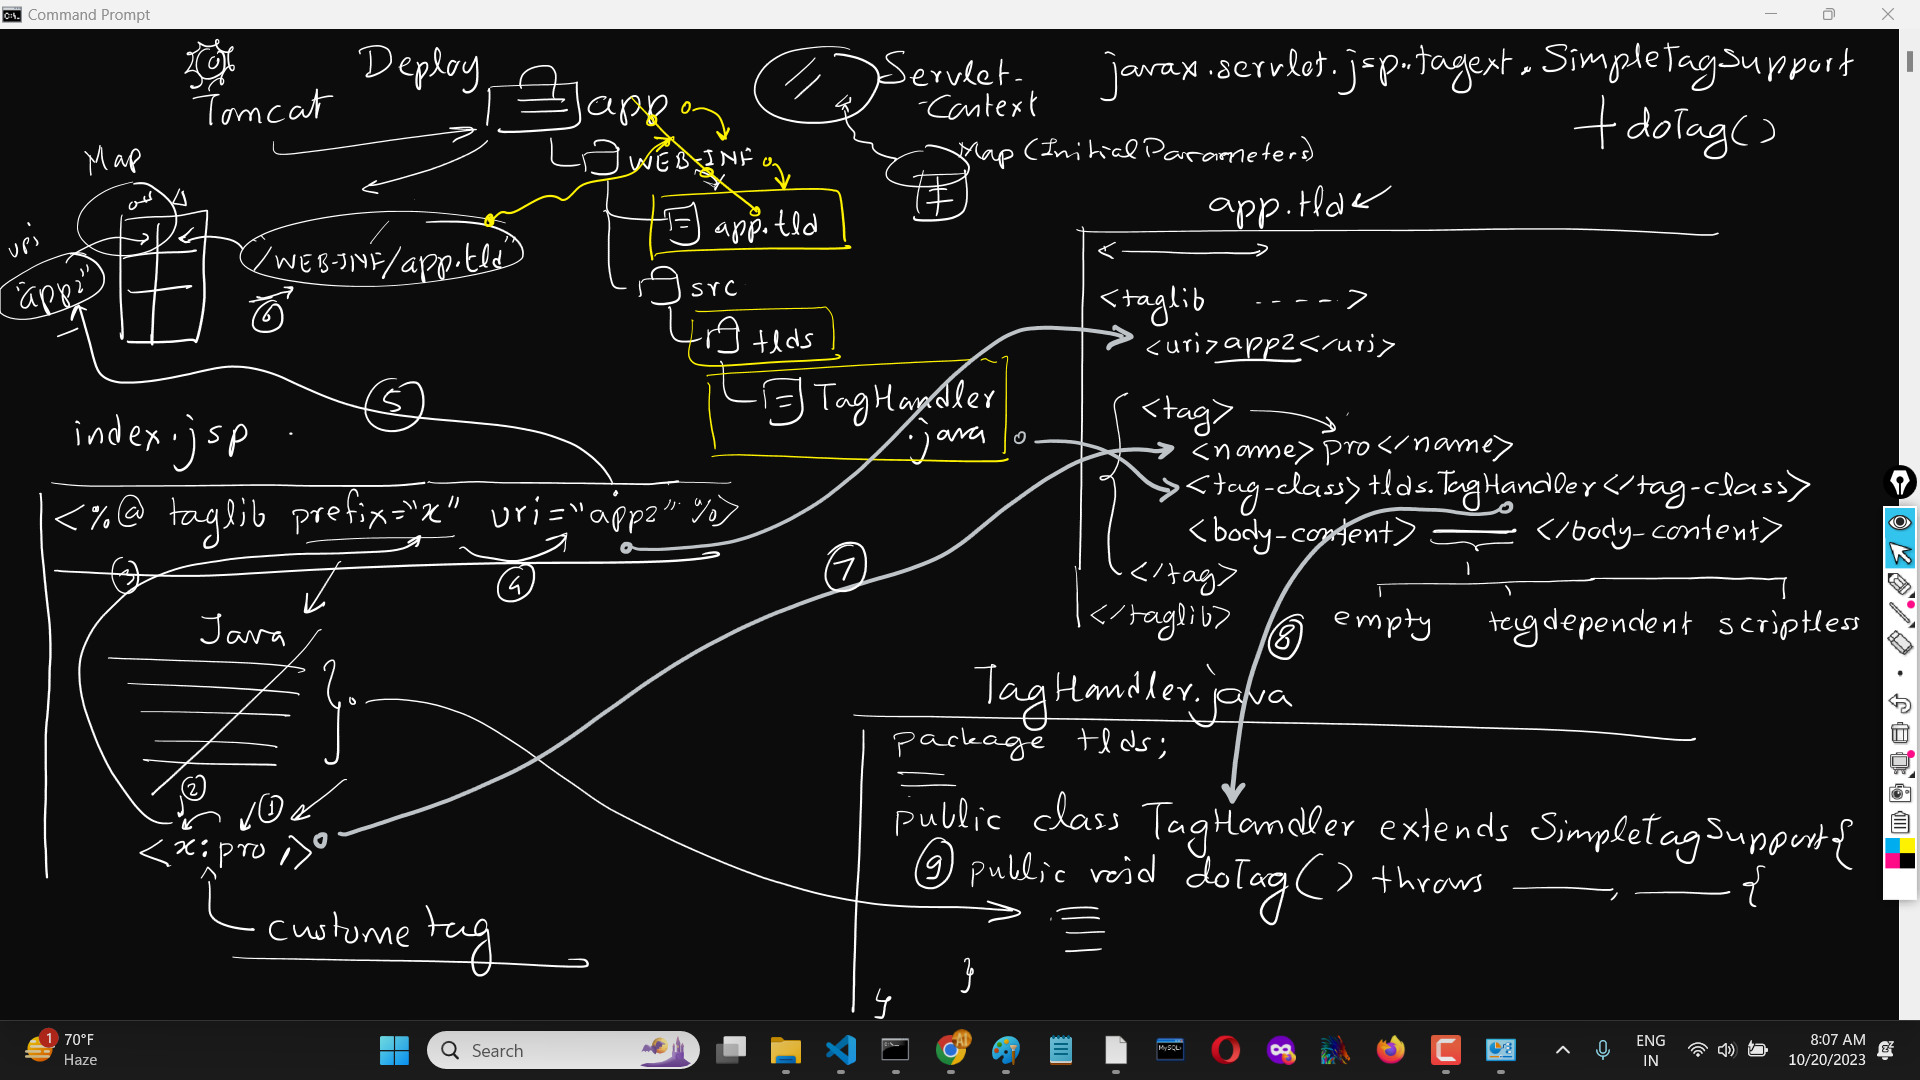 Command Prompt
Tomcat
Deploy
app
WEB-INF
app.tld
src
tlds
TagHandler
.java
Servlet-
-Context
Map (Initial Parameters)
javax.servlet.jsp.tagext.SimpleTagSupport
+ doTag()
Map
uri
"app2"
"/WEB-INF/app.tld"
6
5
index.jsp
<%@ taglib prefix="x" uri="app2" %>
3
4
7
Java
2
1
<x:pro/>
custome tag
app.tld
<taglib ----->
<uri>app2</uri>
<tag>
<name>pro</name>
<tag-class>tlds.TagHandler</tag-class>
<body-content> </body-content>
</tag>
</taglib>
empty tagdependent scriptless
8
TagHandler.java
package tlds;
public class TagHandler extends SimpleTagSupport{
9 public void doTag() throws ____, ____ {
}
}
1
70°F
Haze
Search
AI
MySQL
ENG
IN
8:07 AM
10/20/2023